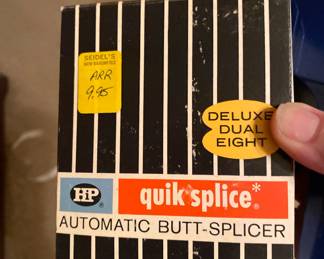 SEIDEL'S
ARR
9.95
DELUXE
DUAL
EIGHT
HP
quik splice*
AUTOMATIC BUTT-SPLICER